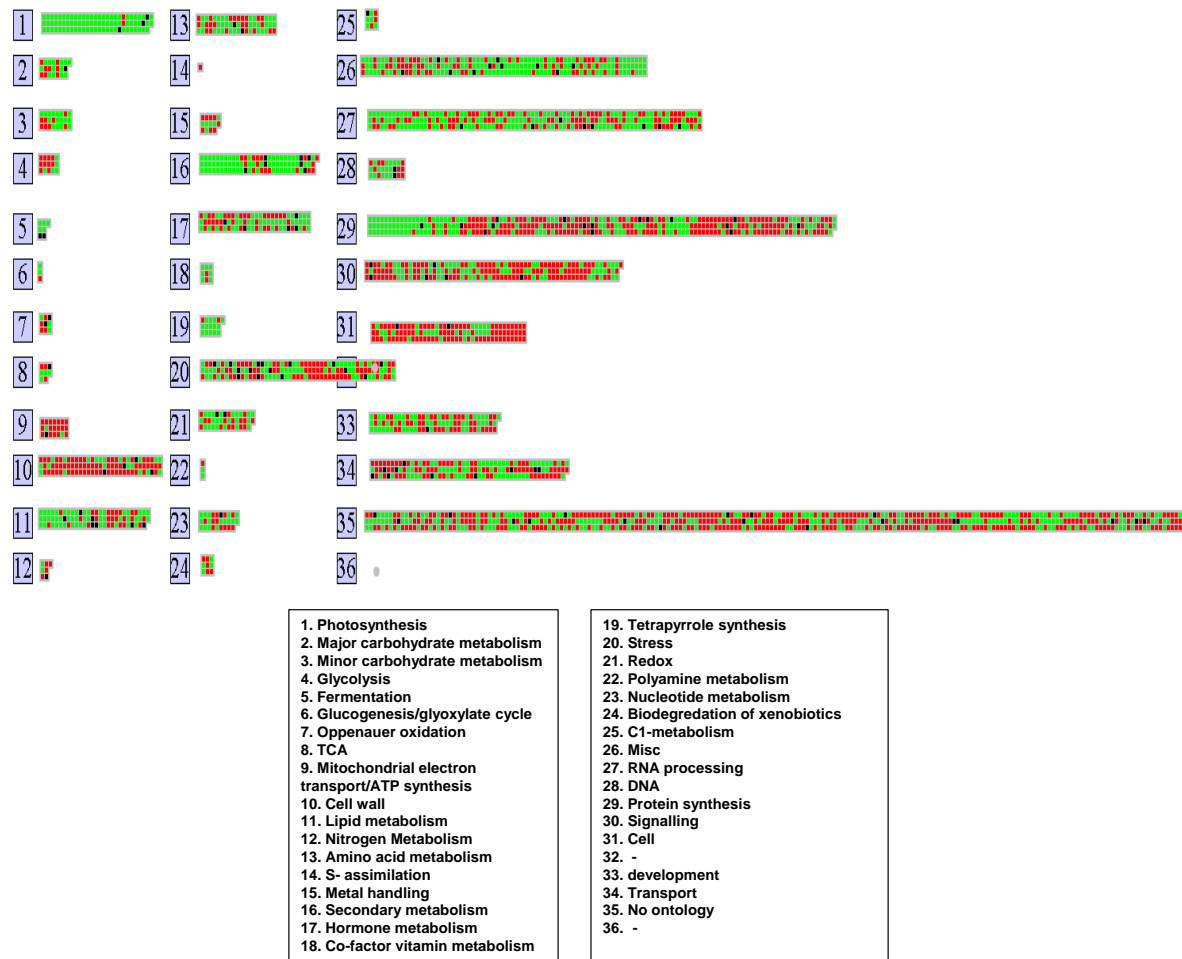 1 13 25
2 14 26
3 15 27
4 16 28
5 17 29
6 18 30
7 19 31
8 20
9 21 33
10 22 34
11 23 35
12 24 36
1. Photosynthesis
2. Major carbohydrate metabolism
3. Minor carbohydrate metabolism
4. Glycolysis
5. Fermentation
6. Glucogenesis/glyoxylate cycle
7. Oppenauer oxidation
8. TCA
9. Mitochondrial electron
transport/ATP synthesis
10. Cell wall
11. Lipid metabolism
12. Nitrogen Metabolism
13. Amino acid metabolism
14. S- assimilation
15. Metal handling
16. Secondary metabolism
17. Hormone metabolism
18. Co-factor vitamin metabolism
19. Tetrapyrrole synthesis
20. Stress
21. Redox
22. Polyamine metabolism
23. Nucleotide metabolism
24. Biodegredation of xenobiotics
25. C1-metabolism
26. Misc
27. RNA processing
28. DNA
29. Protein synthesis
30. Signalling
31. Cell
32. -
33. development
34. Transport
35. No ontology
36. -